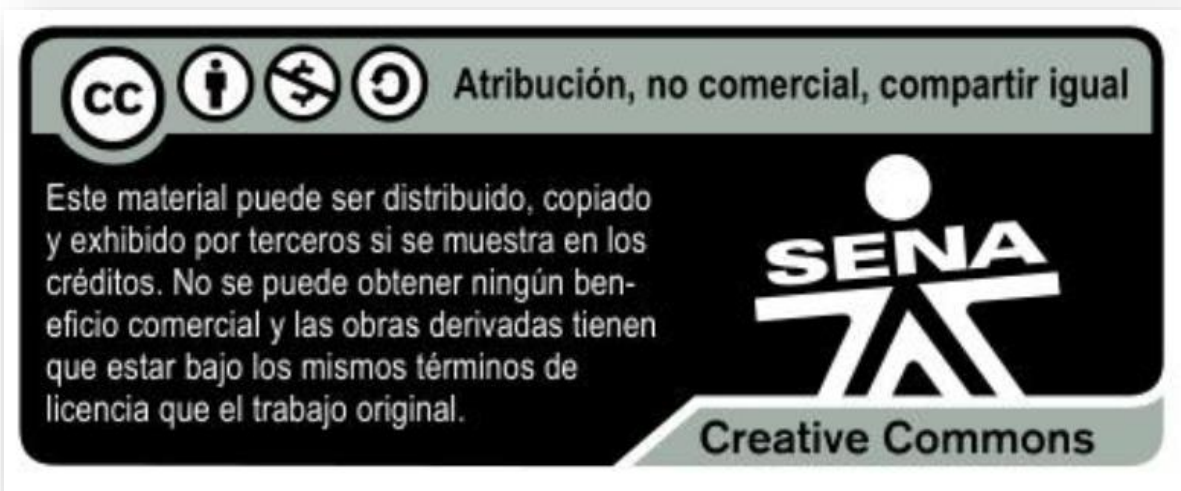 cc
Atribución, no comercial, compartir igual
Este material puede ser distribuido, copiado
y exhibido por terceros si se muestra en los
créditos. No se puede obtener ningún ben-
eficio comercial y las obras derivadas tienen
que estar bajo los mismos términos de
licencia que el trabajo original.
SENA
Creative Commons